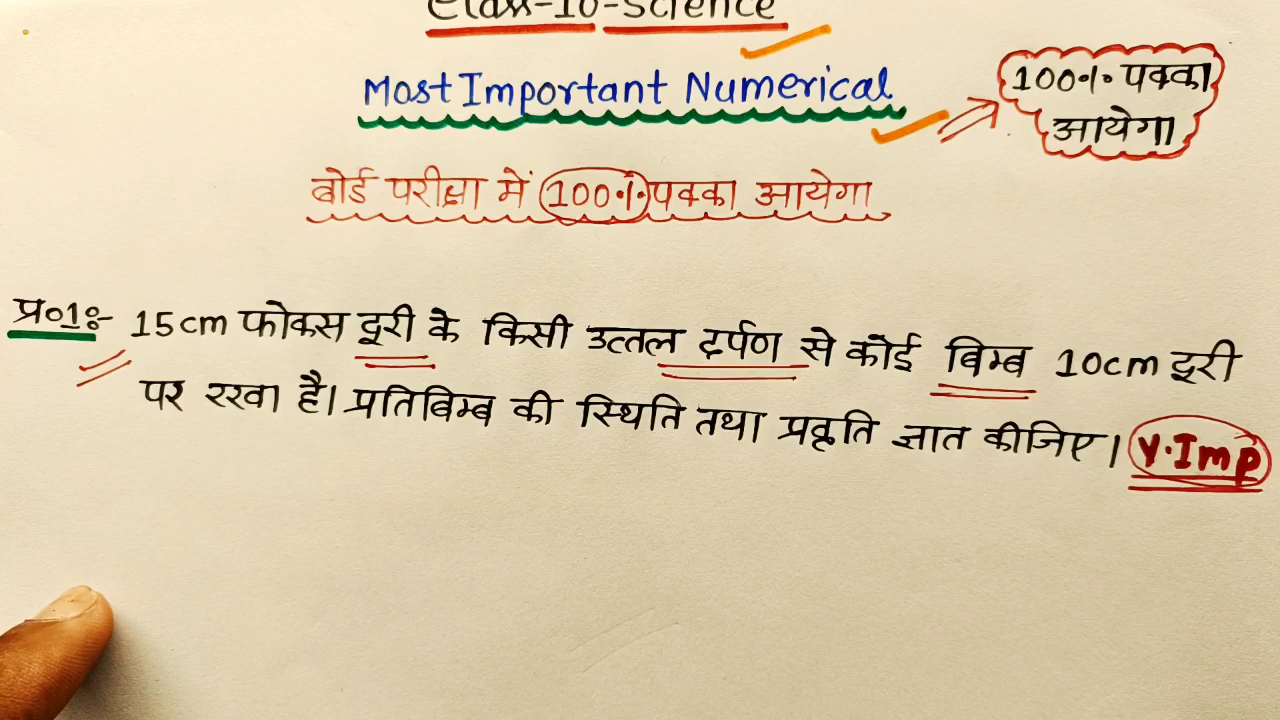 Class-10-Science
Most Important Numerical
100% पक्का
आयेगा
बोर्ड परीक्षा में 100% पक्का आयेगा
प्र०1ः- 15cm फोकस दूरी के किसी उत्तल दर्पण से कोई बिम्ब 10cm दूरी
पर रखा है। प्रतिबिम्ब की स्थिति तथा प्रकृति ज्ञात कीजिए। V.Imp